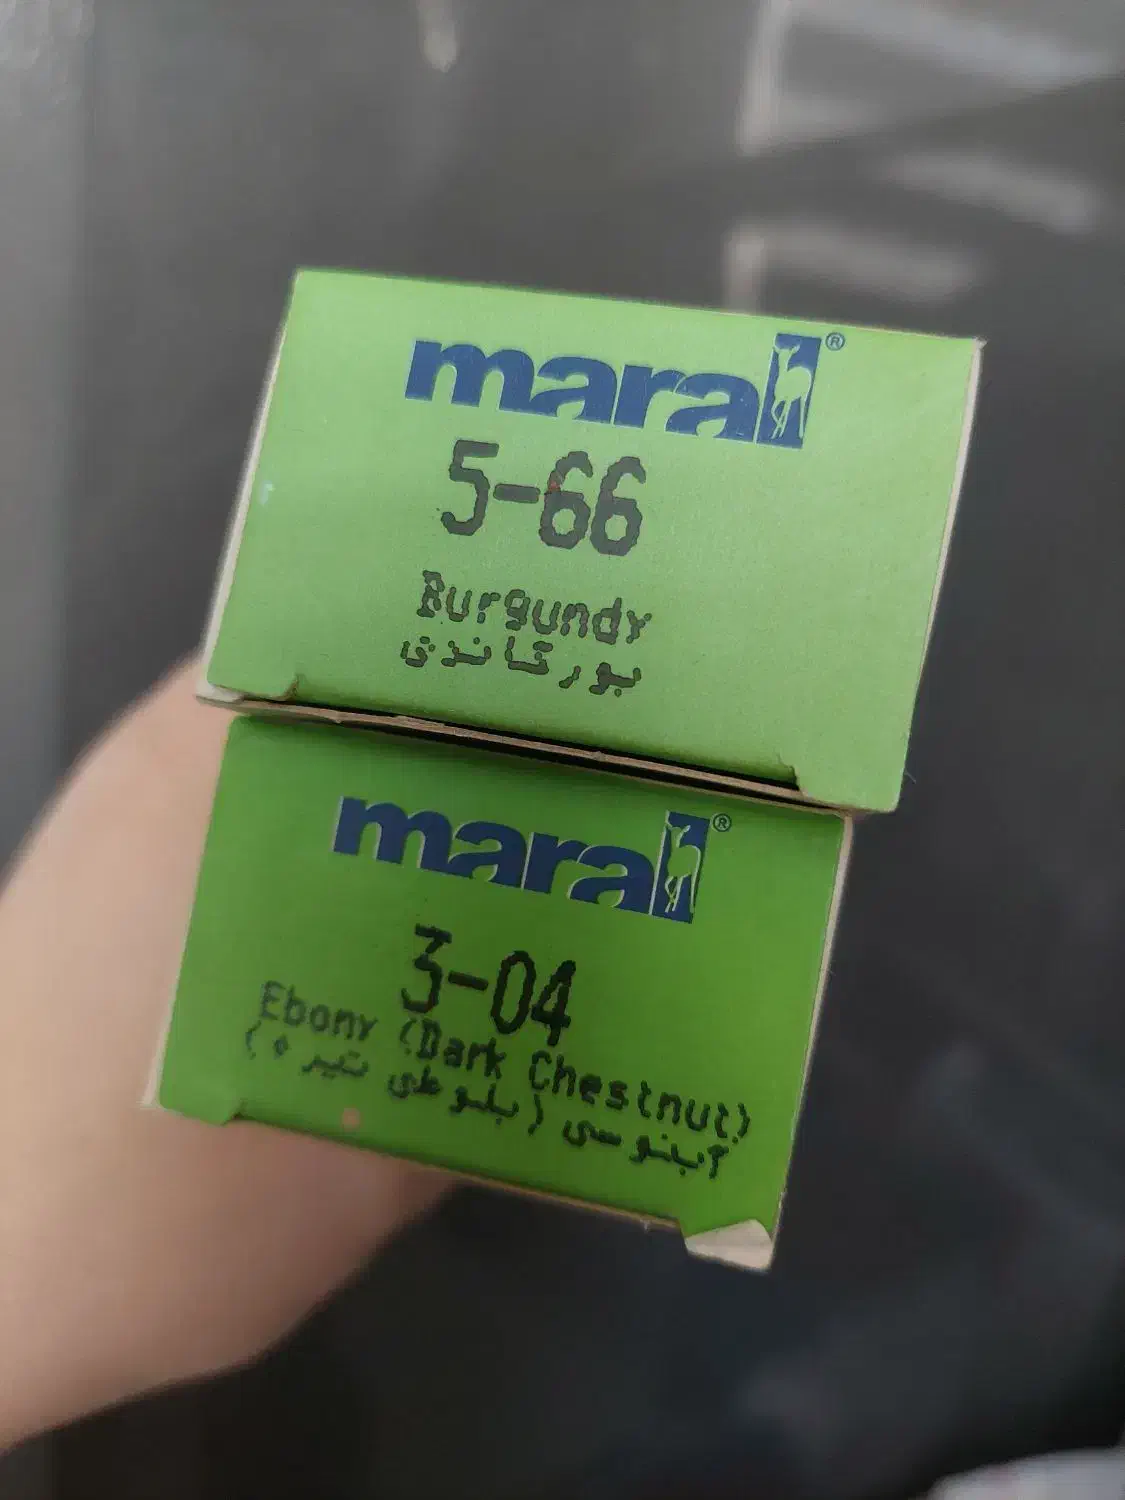 maral®
5-66
Burgundy
بورگاندی
maral®
3-04
Ebony (Dark Chestnut)
آبنوسی (بلوطی تیره)